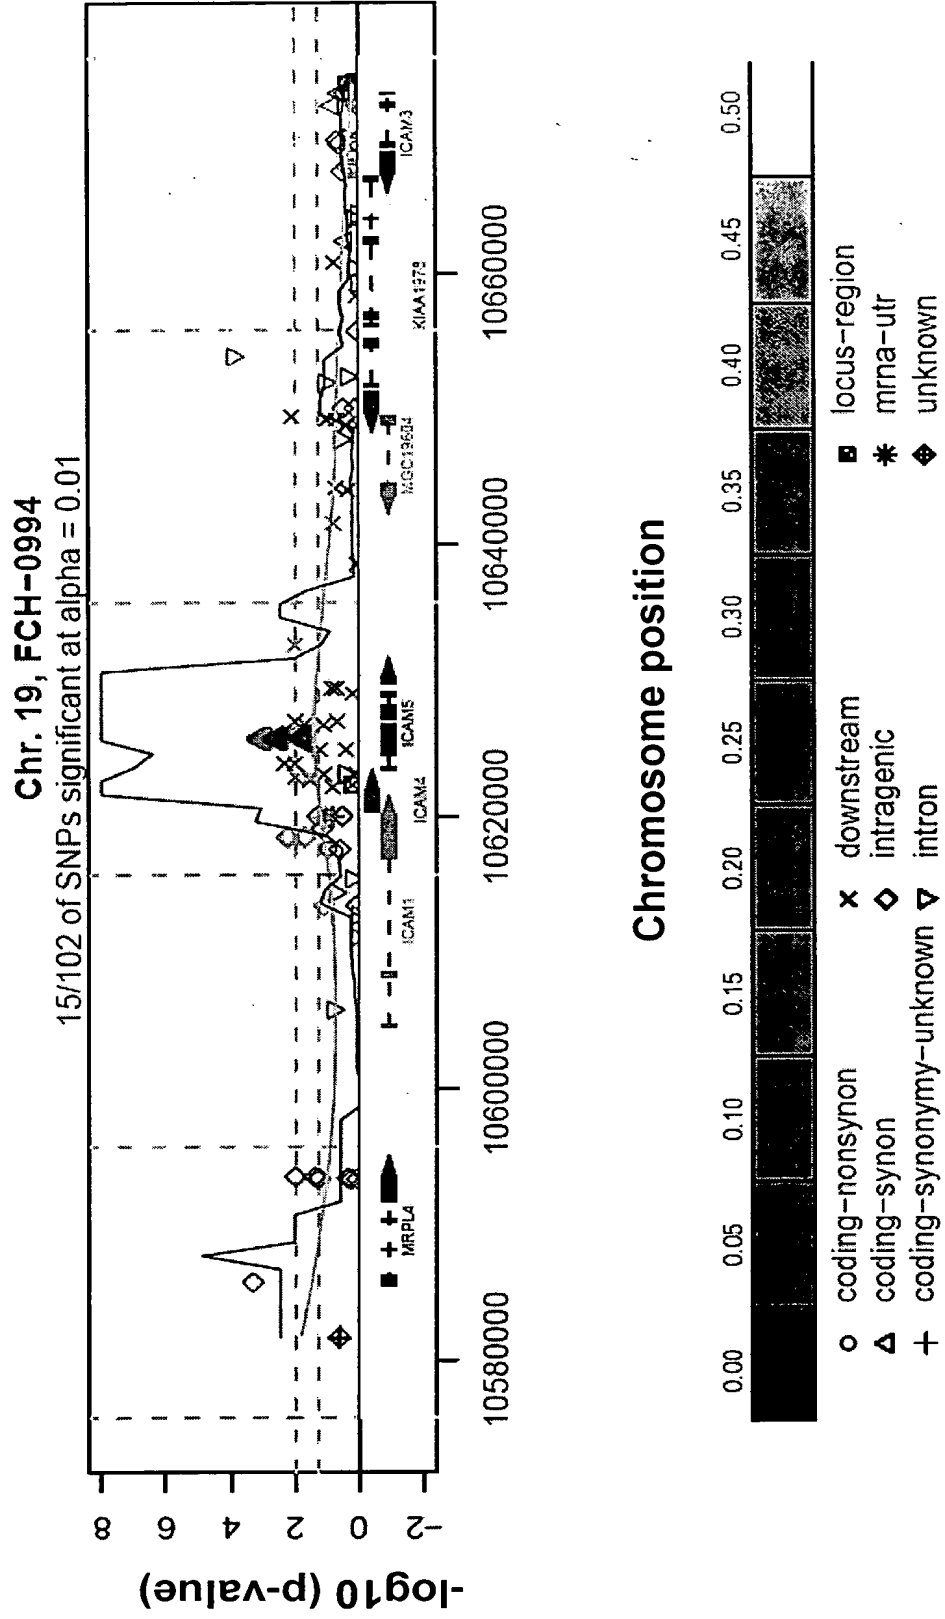 Chr. 19, FCH-0994
15/102 of SNPs significant at alpha = 0.01
-log10 (p-value)
8
6
4
2
0
-2
MRPL4
ICAM1
ICAM4
ICAM5
MGC19604
KIAA1978
ICAM3
10580000
10600000
10620000
10640000
10660000
Chromosome position
0.00 0.05 0.10 0.15 0.20 0.25 0.30 0.35 0.40 0.45 0.50
coding-nonsynon
coding-synon
coding-synonymy-unknown
downstream
intragenic
intron
locus-region
mrna-utr
unknown